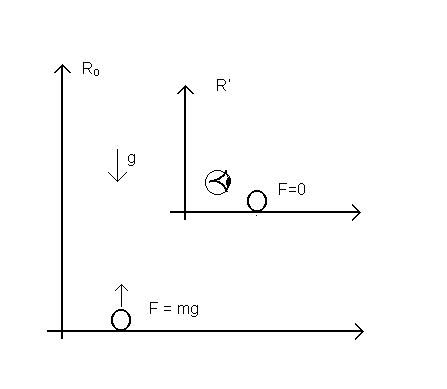 R₀
R'
g
F=0
F = mg